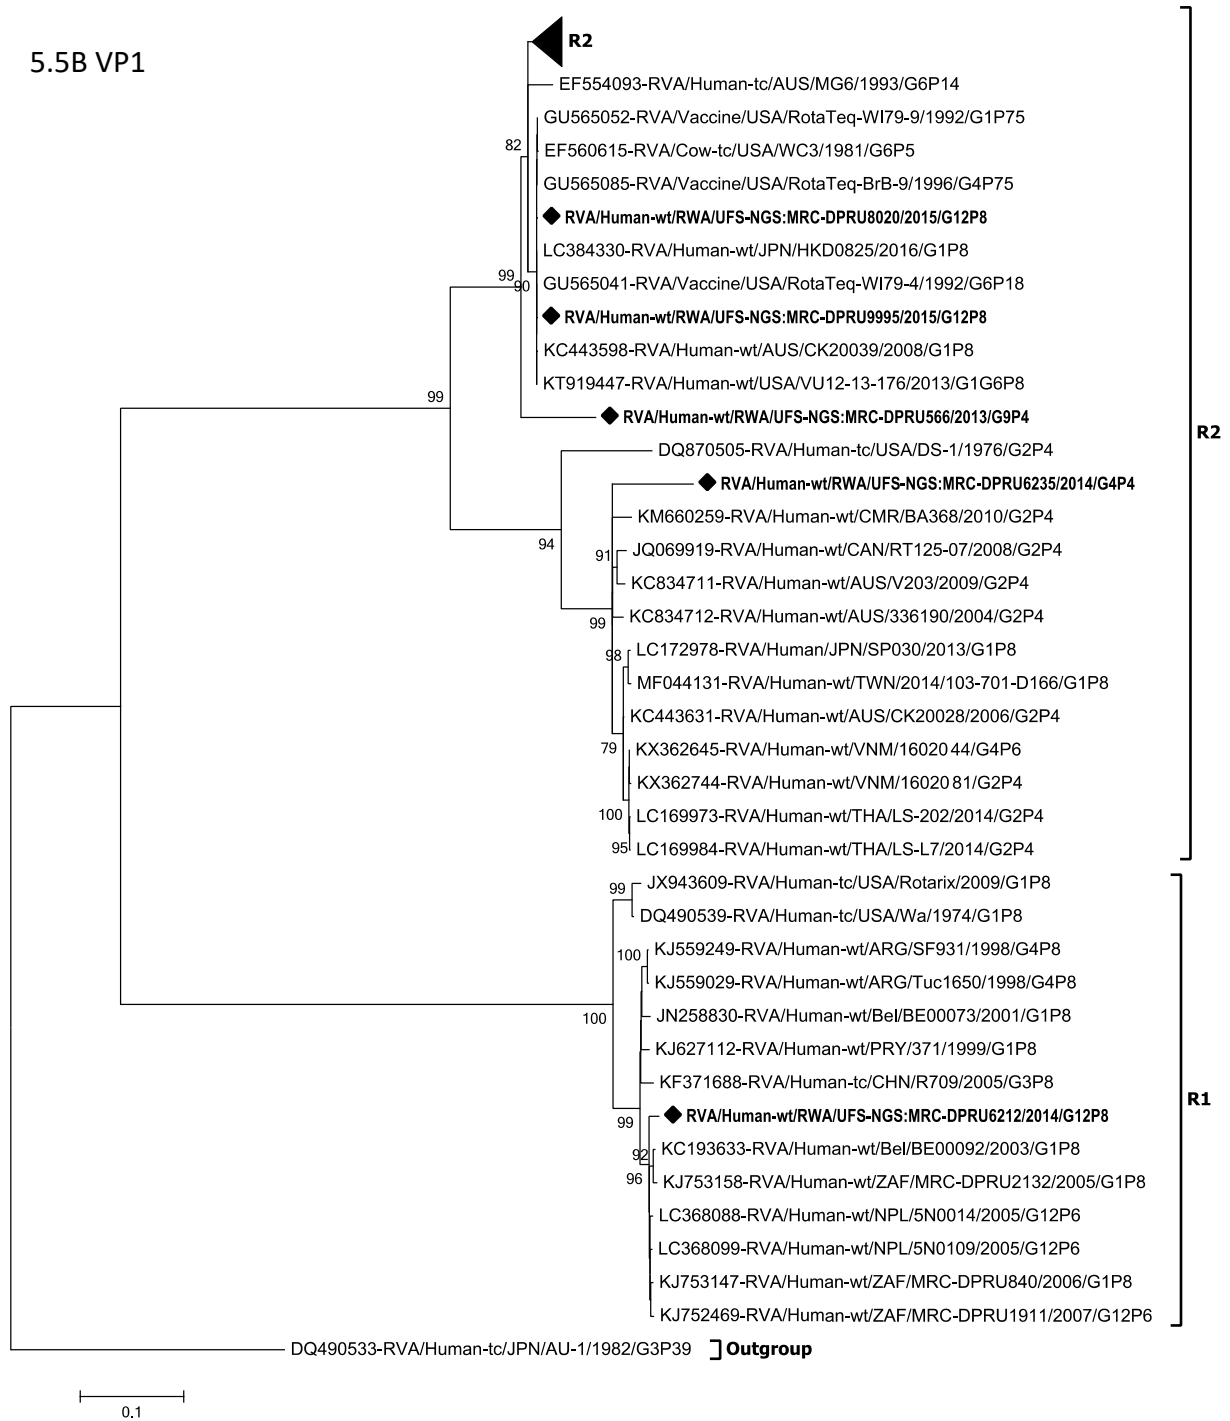 5.5B VP1
R2
EF554093-RVA/Human-tc/AUS/MG6/1993/G6P14
GU565052-RVA/Vaccine/USA/RotaTeq-WI79-9/1992/G1P75
82
EF560615-RVA/Cow-tc/USA/WC3/1981/G6P5
GU565085-RVA/Vaccine/USA/RotaTeq-BrB-9/1996/G4P75
RVA/Human-wt/RWA/UFS-NGS:MRC-DPRU8020/2015/G12P8
LC384330-RVA/Human-wt/JPN/HKD0825/2016/G1P8
99
90
GU565041-RVA/Vaccine/USA/RotaTeq-WI79-4/1992/G6P18
RVA/Human-wt/RWA/UFS-NGS:MRC-DPRU9995/2015/G12P8
KC443598-RVA/Human-wt/AUS/CK20039/2008/G1P8
KT919447-RVA/Human-wt/USA/VU12-13-176/2013/G1G6P8
99
RVA/Human-wt/RWA/UFS-NGS:MRC-DPRU566/2013/G9P4
R2
DQ870505-RVA/Human-tc/USA/DS-1/1976/G2P4
RVA/Human-wt/RWA/UFS-NGS:MRC-DPRU6235/2014/G4P4
KM660259-RVA/Human-wt/CMR/BA368/2010/G2P4
94
91
JQ069919-RVA/Human-wt/CAN/RT125-07/2008/G2P4
KC834711-RVA/Human-wt/AUS/V203/2009/G2P4
KC834712-RVA/Human-wt/AUS/336190/2004/G2P4
99
98
LC172978-RVA/Human/JPN/SP030/2013/G1P8
MF044131-RVA/Human-wt/TWN/2014/103-701-D166/G1P8
KC443631-RVA/Human-wt/AUS/CK20028/2006/G2P4
79
KX362645-RVA/Human-wt/VNM/16020 44/G4P6
KX362744-RVA/Human-wt/VNM/16020 81/G2P4
100
LC169973-RVA/Human-wt/THA/LS-202/2014/G2P4
95
LC169984-RVA/Human-wt/THA/LS-L7/2014/G2P4
99
JX943609-RVA/Human-tc/USA/Rotarix/2009/G1P8
DQ490539-RVA/Human-tc/USA/Wa/1974/G1P8
100
KJ559249-RVA/Human-wt/ARG/SF931/1998/G4P8
KJ559029-RVA/Human-wt/ARG/Tuc1650/1998/G4P8
100
JN258830-RVA/Human-wt/Bel/BE00073/2001/G1P8
KJ627112-RVA/Human-wt/PRY/371/1999/G1P8
KF371688-RVA/Human-tc/CHN/R709/2005/G3P8
R1
99
RVA/Human-wt/RWA/UFS-NGS:MRC-DPRU6212/2014/G12P8
92
KC193633-RVA/Human-wt/Bel/BE00092/2003/G1P8
96
KJ753158-RVA/Human-wt/ZAF/MRC-DPRU2132/2005/G1P8
LC368088-RVA/Human-wt/NPL/5N0014/2005/G12P6
LC368099-RVA/Human-wt/NPL/5N0109/2005/G12P6
KJ753147-RVA/Human-wt/ZAF/MRC-DPRU840/2006/G1P8
KJ752469-RVA/Human-wt/ZAF/MRC-DPRU1911/2007/G12P6
DQ490533-RVA/Human-tc/JPN/AU-1/1982/G3P39
Outgroup
0.1